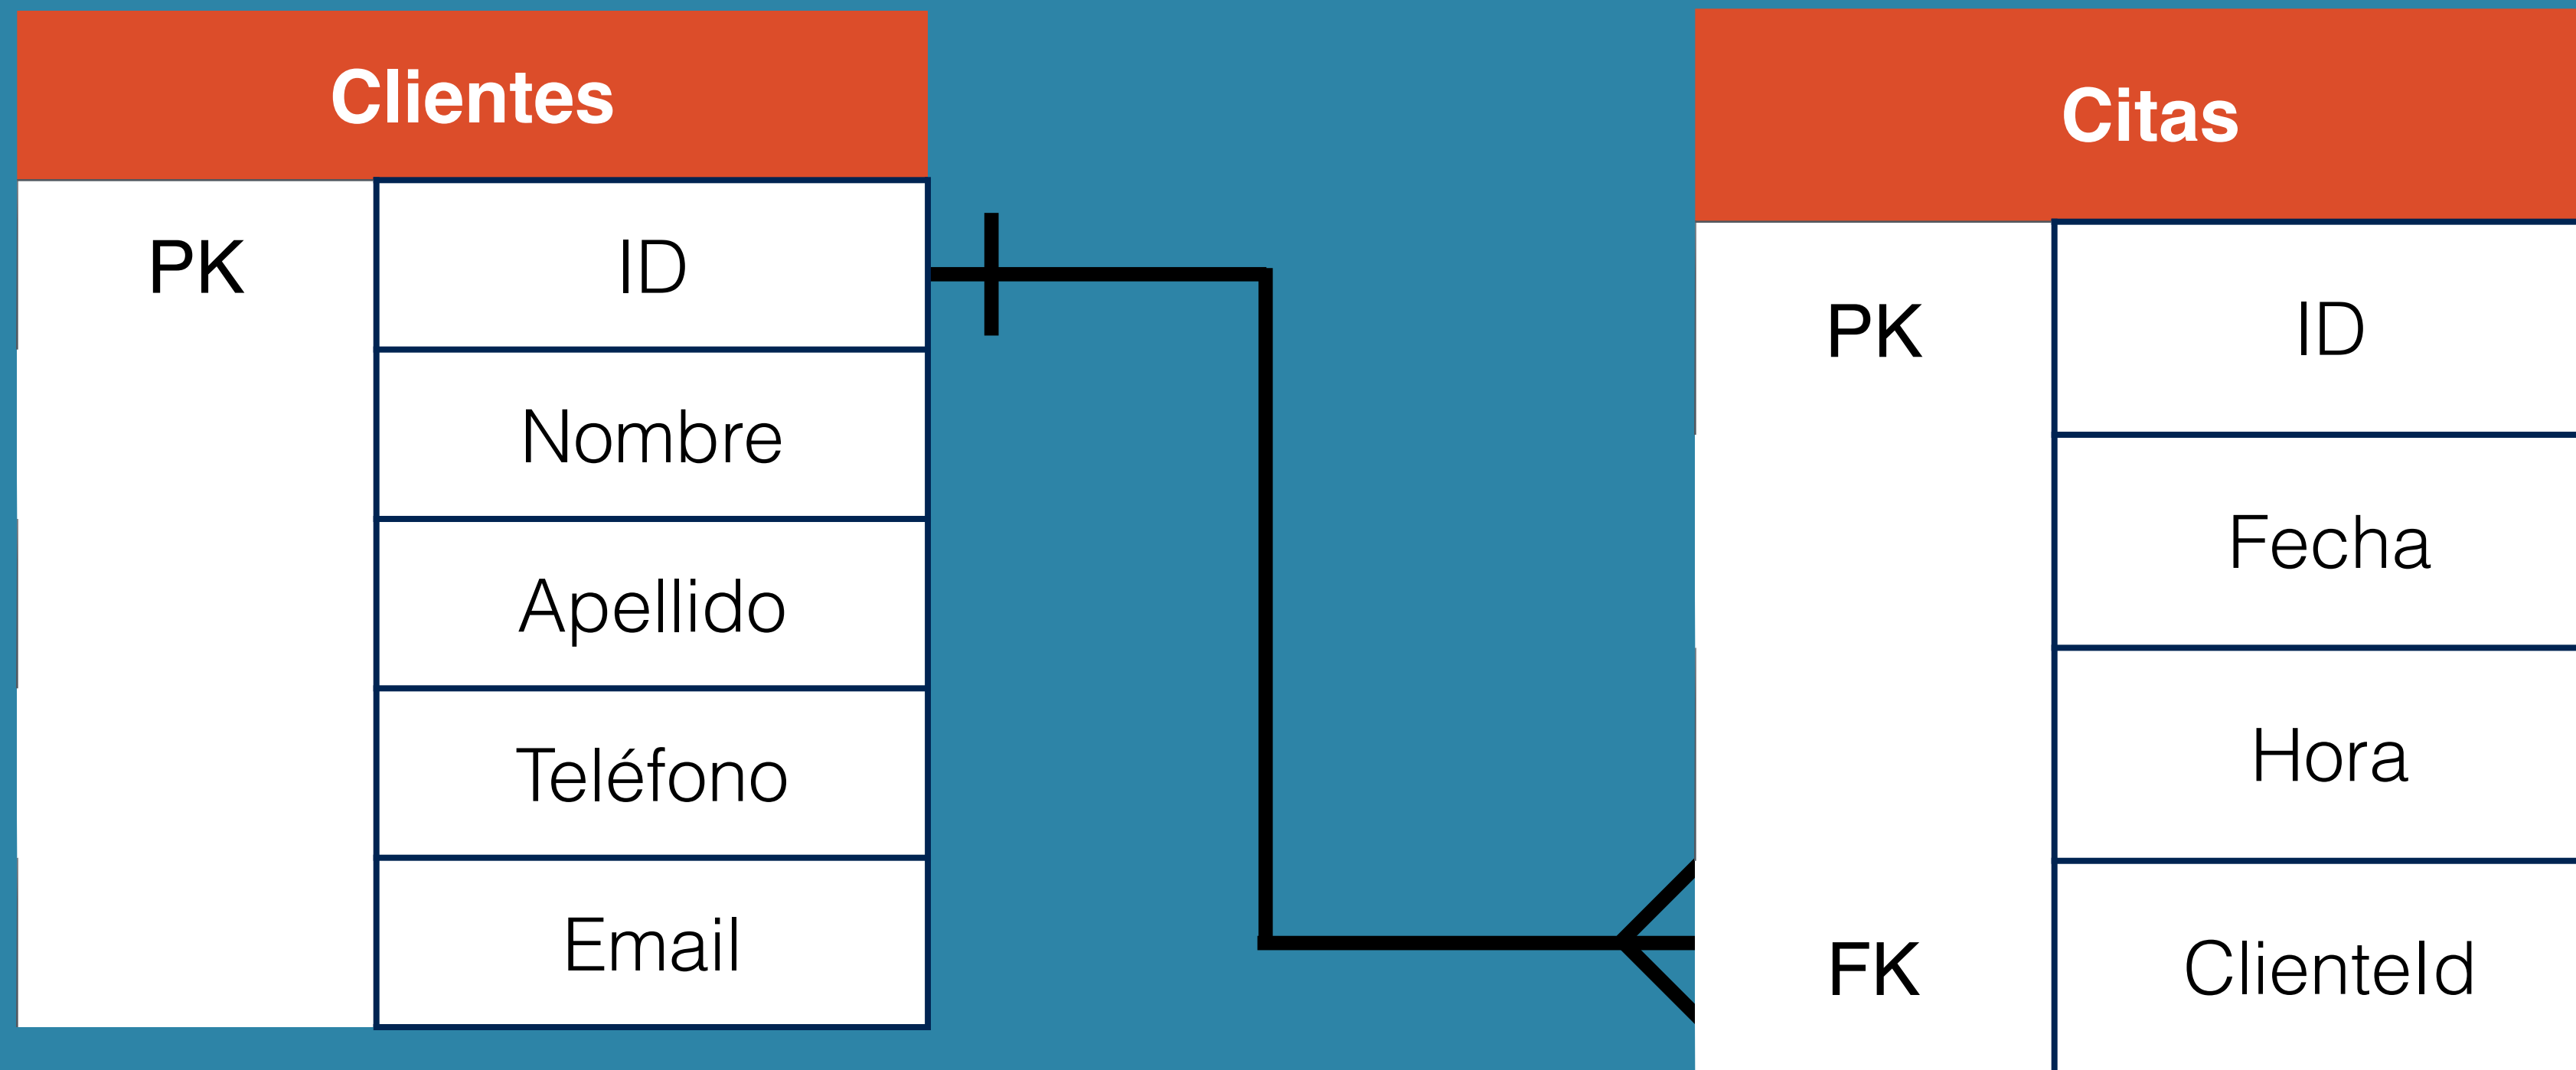 Clientes
PK ID
Nombre
Apellido
Teléfono
Email
Citas
PK ID
Fecha
Hora
FK ClienteId